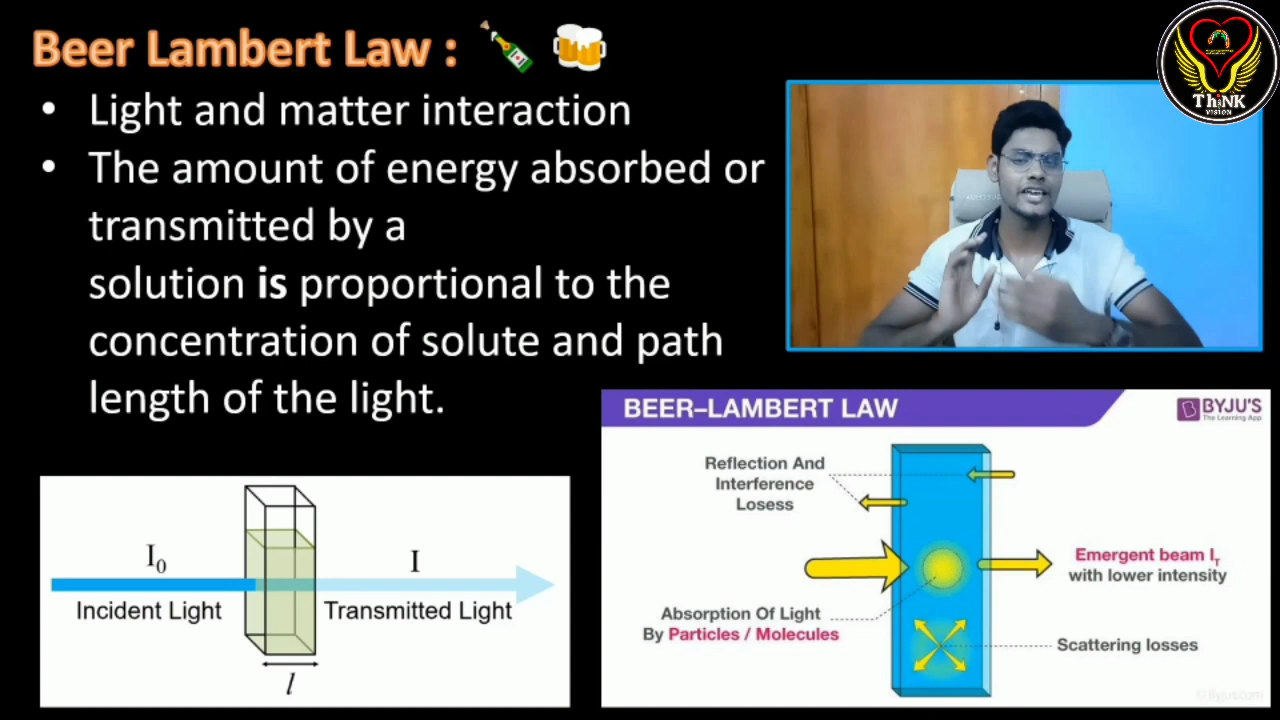 Beer Lambert Law :
• Light and matter interaction
• The amount of energy absorbed or
transmitted by a
solution is proportional to the
concentration of solute and path
length of the light.
ThiNK
VISION
I0
Incident Light
I
Transmitted Light
l
BEER–LAMBERT LAW
BYJU'S
The Learning App
Reflection And
Interference
Losess
Emergent beam IT
with lower intensity
Absorption Of Light
By Particles / Molecules
Scattering losses